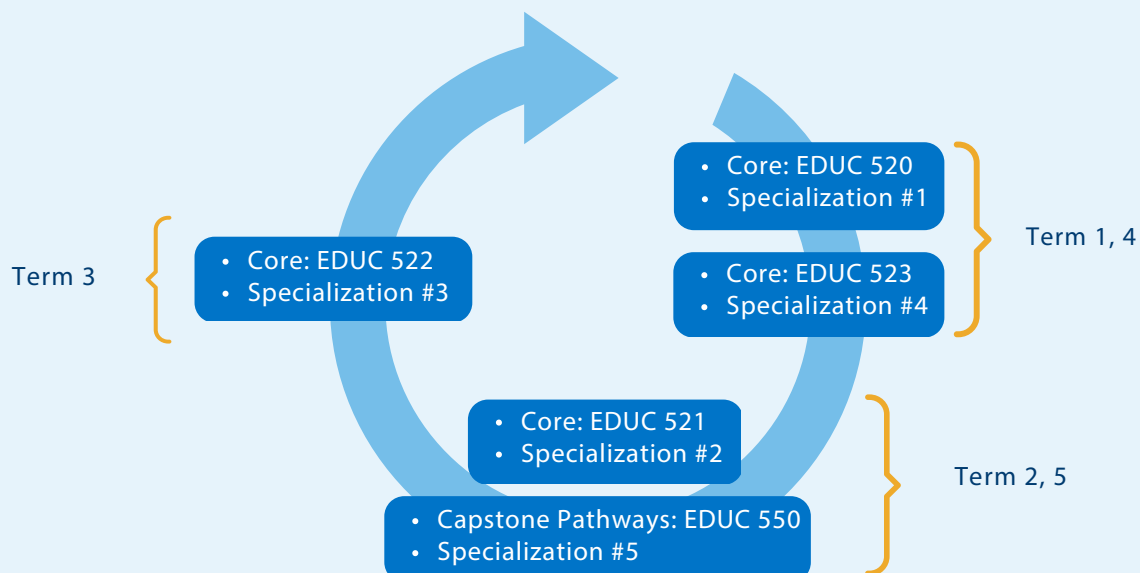 • Core: EDUC 520
• Specialization #1
• Core: EDUC 523
• Specialization #4
Term 1, 4
Term 3
• Core: EDUC 522
• Specialization #3
• Core: EDUC 521
• Specialization #2
• Capstone Pathways: EDUC 550
• Specialization #5
Term 2, 5